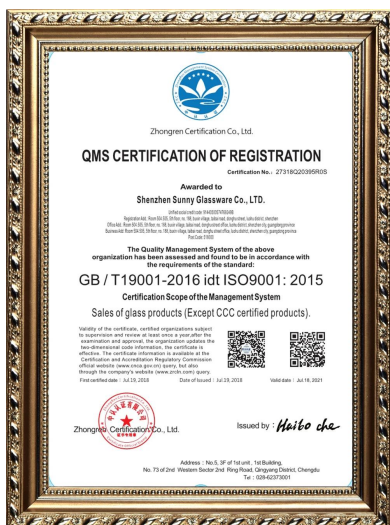 Zhongren Certification Co., Ltd.
QMS CERTIFICATION OF REGISTRATION
Certification No.: 27318Q20395R0S
Awarded to
Shenzhen Sunny Glassware Co., LTD.
The Quality Management System of the above
organization has been assessed and found to be in accordance with
the requirements of the standard:
GB / T19001-2016 idt ISO9001: 2015
Certification Scope of the Management System
Sales of glass products (Except CCC certified products).
Validity of the certificate, certified organizations subject
to supervision and review at least once a year,after the
examination and approval, the organization updates the
two-dimensional code information, the certificate is
effective. The certificate information is available at the
Certification and Accreditation Regulatory Commission
official website (www.cnca.gov.cn) query, but also
through the company's website (www.zrcfn.com) query.
First certified date : Jul 19, 2018 Date of Issued : Jul 19, 2018 Valid date : Jul 18, 2021
Zhongren Certification Co., Ltd.
Issued by : Haibo che
Address : No.5, 3F of 1st unit , 1st Building,
No. 73 of 2nd Western Sector 2nd Ring Road, Qingyang District, Chengdu
Tel : 028-62373001